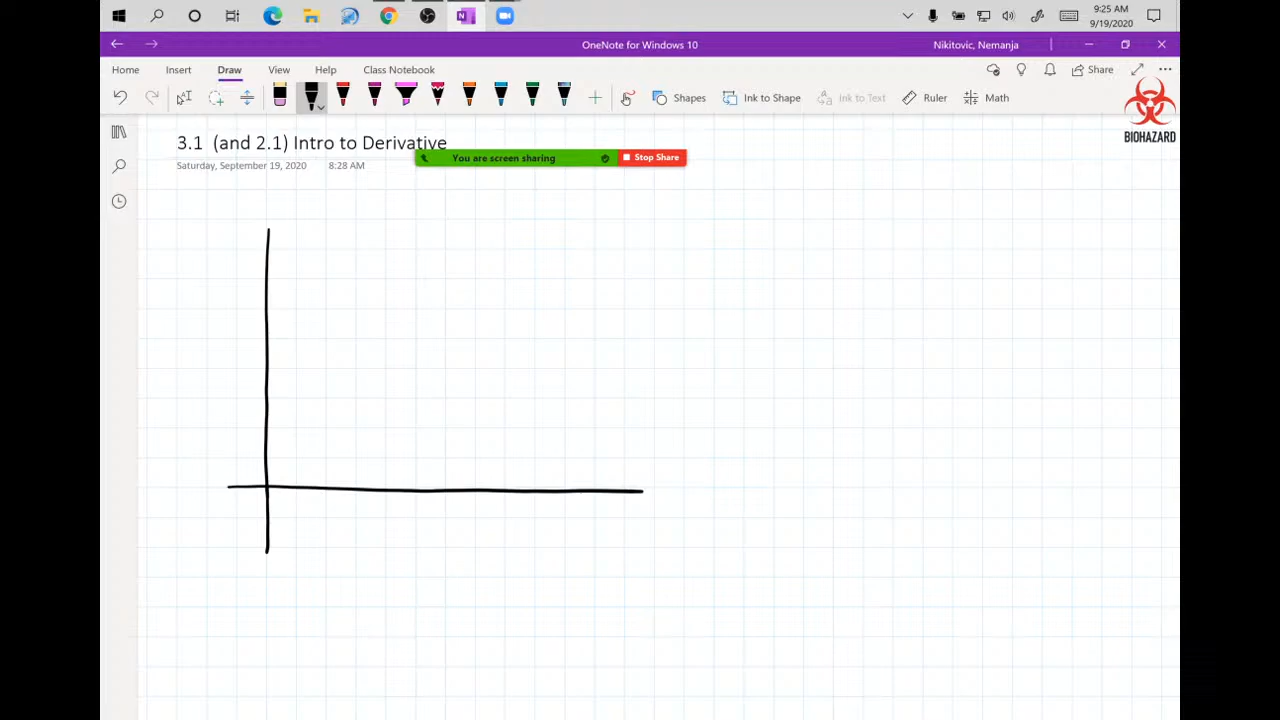 9:25 AM
9/19/2020
OneNote for Windows 10
Nikitovic, Nemanja
Home Insert Draw View Help Class Notebook
Share
Shapes
Ink to Shape
Ink to Text
Ruler
Math
BIOHAZARD
3.1 (and 2.1) Intro to Derivative
Saturday, September 19, 2020 8:28 AM
You are screen sharing
Stop Share